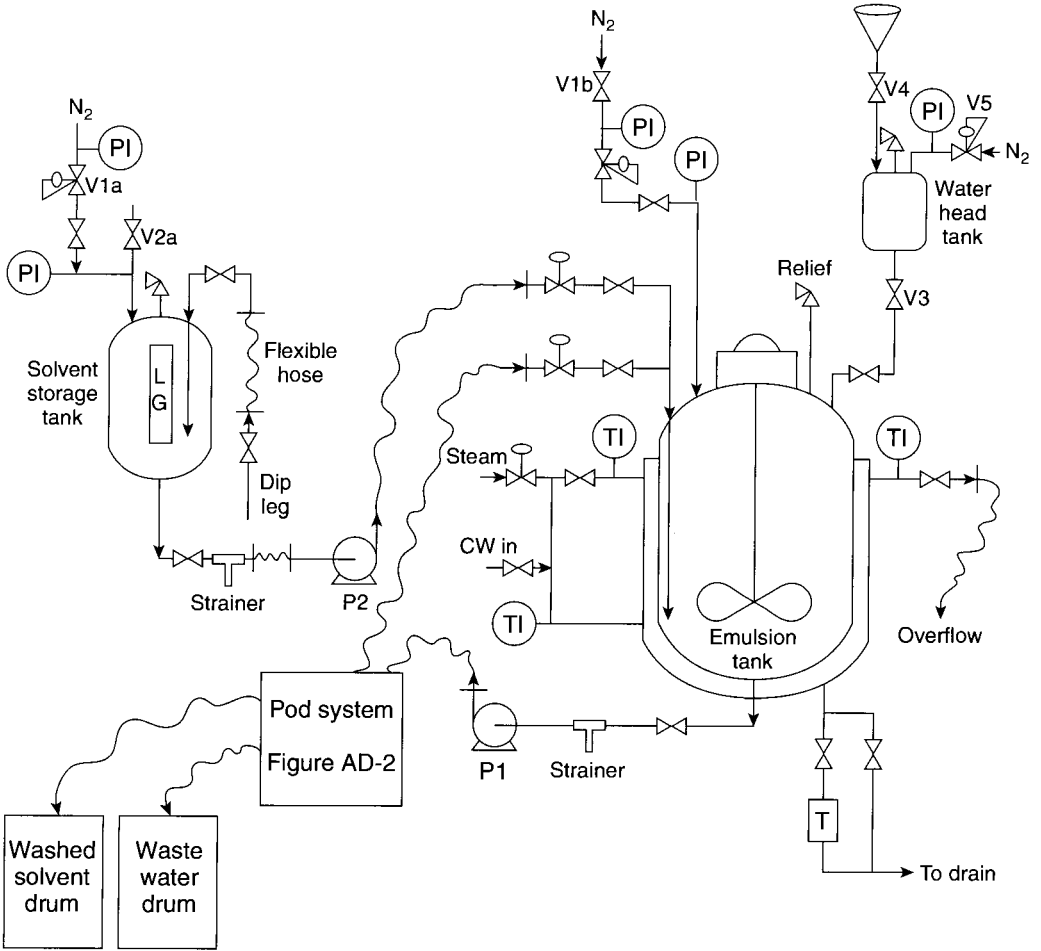 N2
V1b
V4
PI
V5
N2
PI
PI
N2
PI
V1a
V2a
PI
Water
head
tank
V3
Relief
Solvent
storage
tank
L
G
Flexible
hose
Dip
leg
TI
TI
Steam
CW in
TI
Strainer
P2
Emulsion
tank
Overflow
Pod system
Figure AD-2
P1
Strainer
Washed
solvent
drum
Waste
water
drum
T
To drain